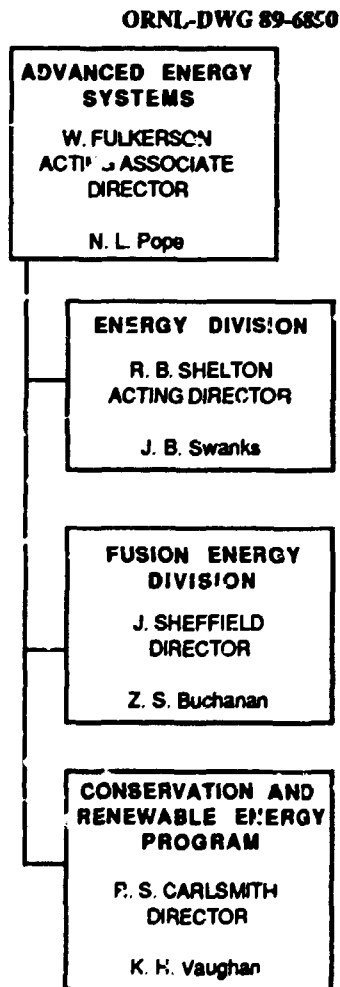 ORNL-DWG 89-6850
ADVANCED ENERGY
SYSTEMS
W. FULKERSON
ACTING ASSOCIATE
DIRECTOR
N. L. Pope
ENERGY DIVISION
R. B. SHELTON
ACTING DIRECTOR
J. B. Swanks
FUSION ENERGY
DIVISION
J. SHEFFIELD
DIRECTOR
Z. S. Buchanan
CONSERVATION AND
RENEWABLE ENERGY
PROGRAM
R. S. CARLSMITH
DIRECTOR
K. H. Vaughan